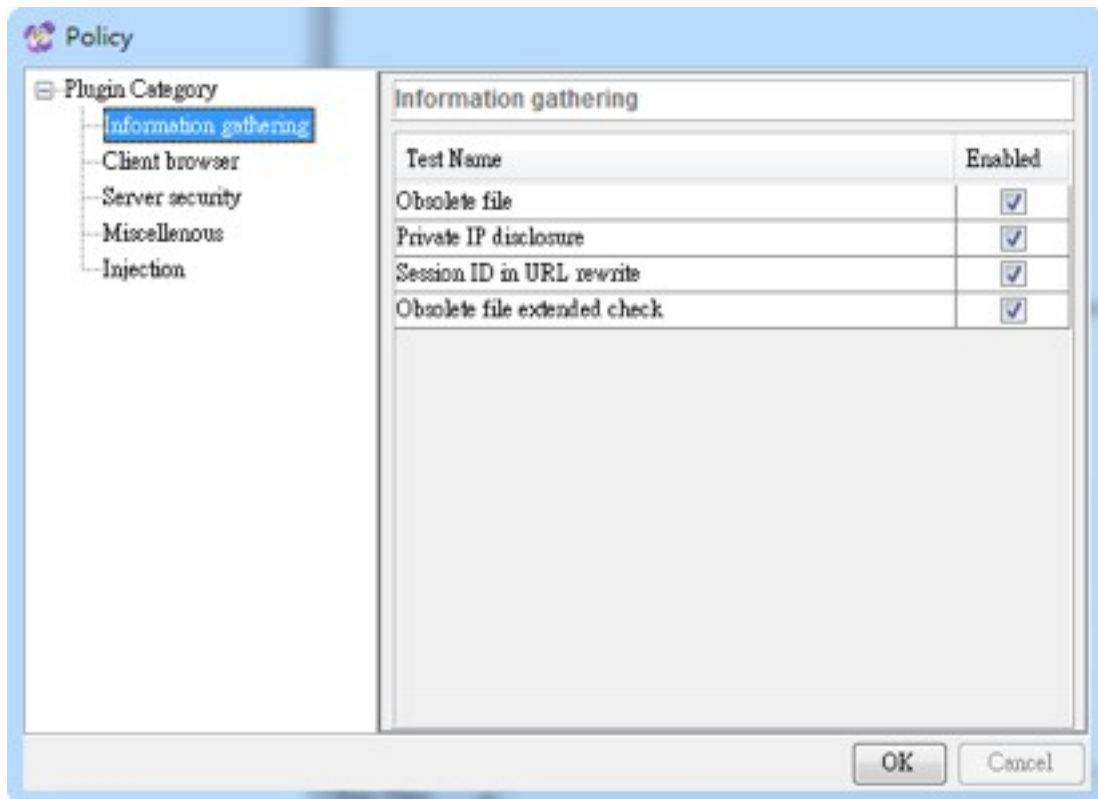 Policy
Plugin Category
Information gathering
Client browser
Server security
Miscellenous
Injection
Information gathering
Test Name Enabled
Obsolete file
Private IP disclosure
Session ID in URL rewrite
Obsolete file extended check
OK Cancel